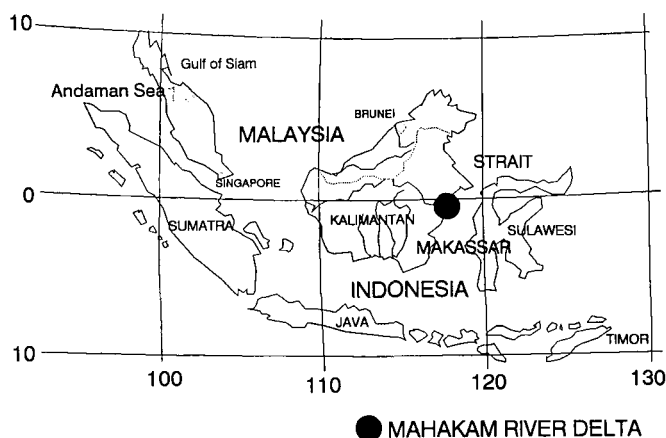 10
Gulf of Siam
Andaman Sea
BRUNEI
MALAYSIA
STRAIT
SINGAPORE
0
SUMATRA
KALIMANTAN
SULAWESI
MAKASSAR
INDONESIA
JAVA
TIMOR
10
100
110
120
130
MAHAKAM RIVER DELTA